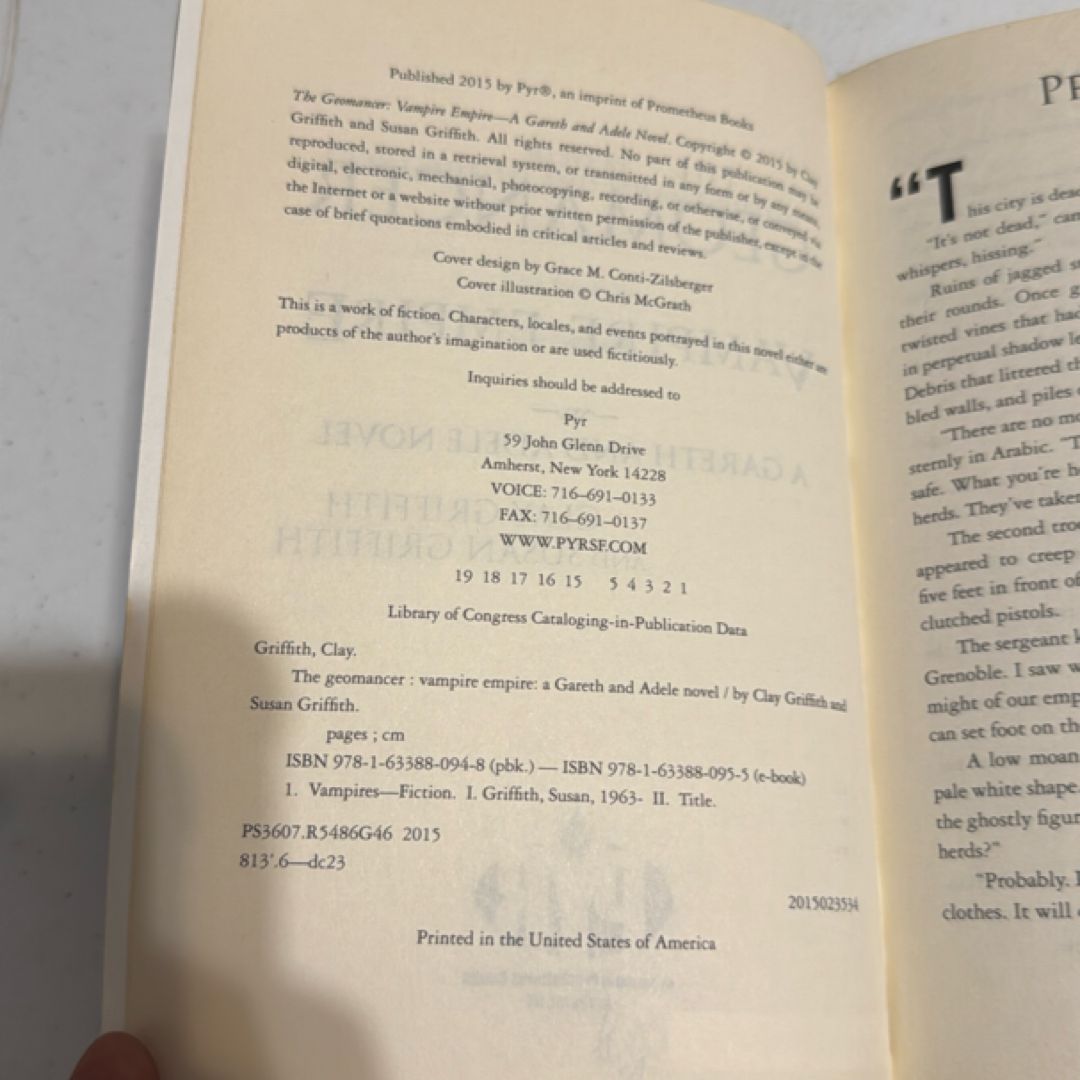 Published 2015 by Pyr®, an imprint of Prometheus Books
The Geomancer: Vampire Empire—A Gareth and Adele Novel. Copyright © 2015 by Clay
Griffith and Susan Griffith. All rights reserved. No part of this publication may be
reproduced, stored in a retrieval system, or transmitted in any form or by any means,
digital, electronic, mechanical, photocopying, recording, or otherwise, or conveyed via
the Internet or a website without prior written permission of the publisher, except in the
case of brief quotations embodied in critical articles and reviews.
Cover design by Grace M. Conti-Zilsberger
Cover illustration © Chris McGrath
This is a work of fiction. Characters, locales, and events portrayed in this novel either are
products of the author's imagination or are used fictitiously.
Inquiries should be addressed to
Pyr
59 John Glenn Drive
Amherst, New York 14228
VOICE: 716–691–0133
FAX: 716–691–0137
WWW.PYRSF.COM
19 18 17 16 15 5 4 3 2 1
Library of Congress Cataloging-in-Publication Data
Griffith, Clay.
The geomancer : vampire empire: a Gareth and Adele novel / by Clay Griffith and
Susan Griffith.
pages ; cm
ISBN 978-1-63388-094-8 (pbk.) — ISBN 978-1-63388-095-5 (e-book)
1. Vampires—Fiction. I. Griffith, Susan, 1963- II. Title.
PS3607.R5486G46 2015
813'.6—dc23
2015023534
Printed in the United States of America
“This city is dead
“It's not dead,” cam
whispers, hissing.”
Ruins of jagged s
their rounds. Once g
twisted vines that had
in perpetual shadow le
Debris that littered th
bled walls, and piles
“There are no mo
sternly in Arabic. “T
safe. What you're he
herds. They've taken
The second troo
appeared to creep
five feet in front of
clutched pistols.
The sergeant k
Grenoble. I saw w
might of our emp
can set foot on th
A low moan
pale white shape.
the ghostly figur
herds?”
“Probably. I
clothes. It will